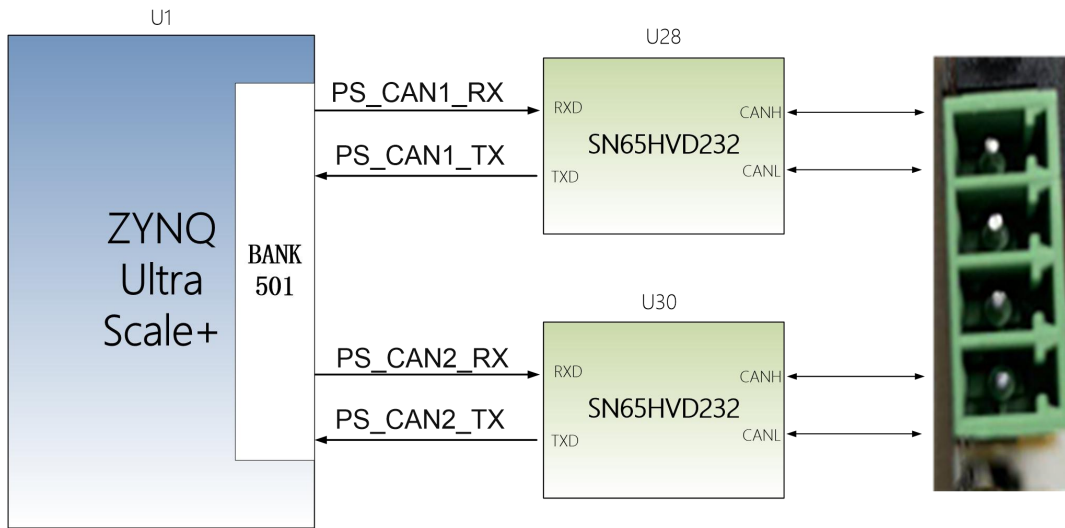 U1
ZYNQ
Ultra
Scale+
BANK
501
PS_CAN1_RX
PS_CAN1_TX
U28
RXD
TXD
SN65HVD232
CANH
CANL
PS_CAN2_RX
PS_CAN2_TX
U30
RXD
TXD
SN65HVD232
CANH
CANL